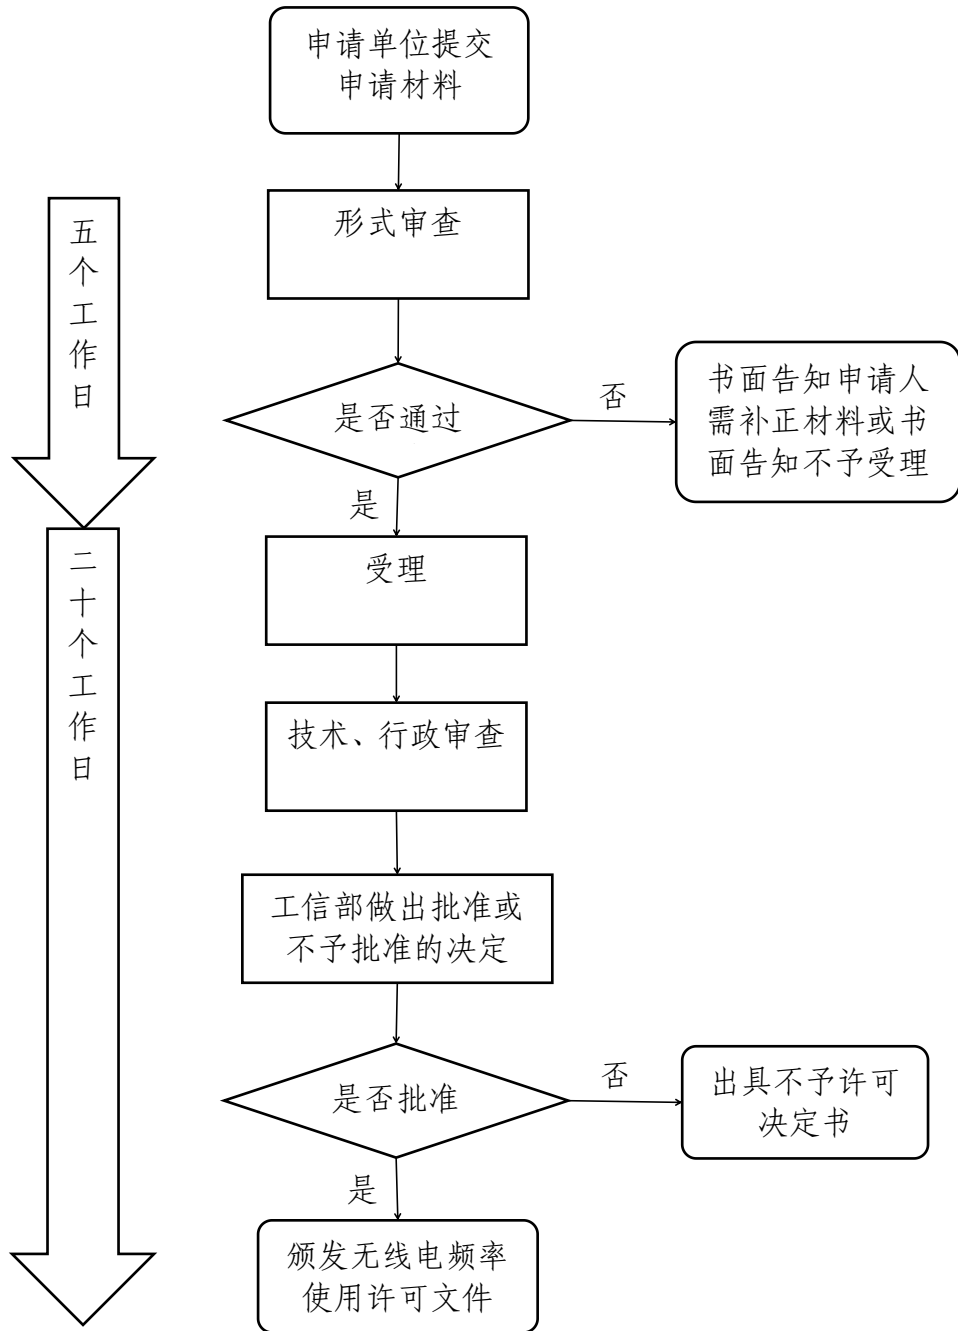 申请单位提交
申请材料
形式审查
五个工作日
是否通过
否
书面告知申请人
需补正材料或书
面告知不予受理
是
受理
二十个工作日
技术、行政审查
工信部做出批准或
不予批准的决定
是否批准
否
出具不予许可
决定书
是
颁发无线电频率
使用许可文件